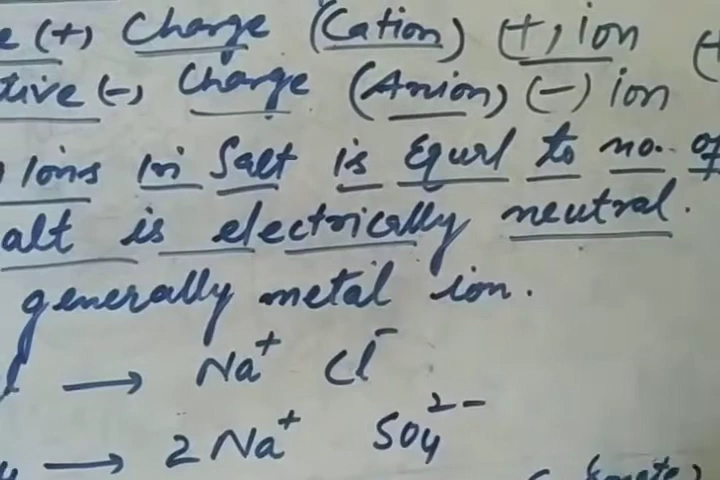 e (+) Charge (Cation) (+) ion (+
tive (-) Charge (Anion) (-) ion
Ions in Salt is Equrl to no. of
alt is electrically neutral.
generally metal ion.
l → Na⁺ Cl⁻
→ 2Na⁺ SO₄²⁻